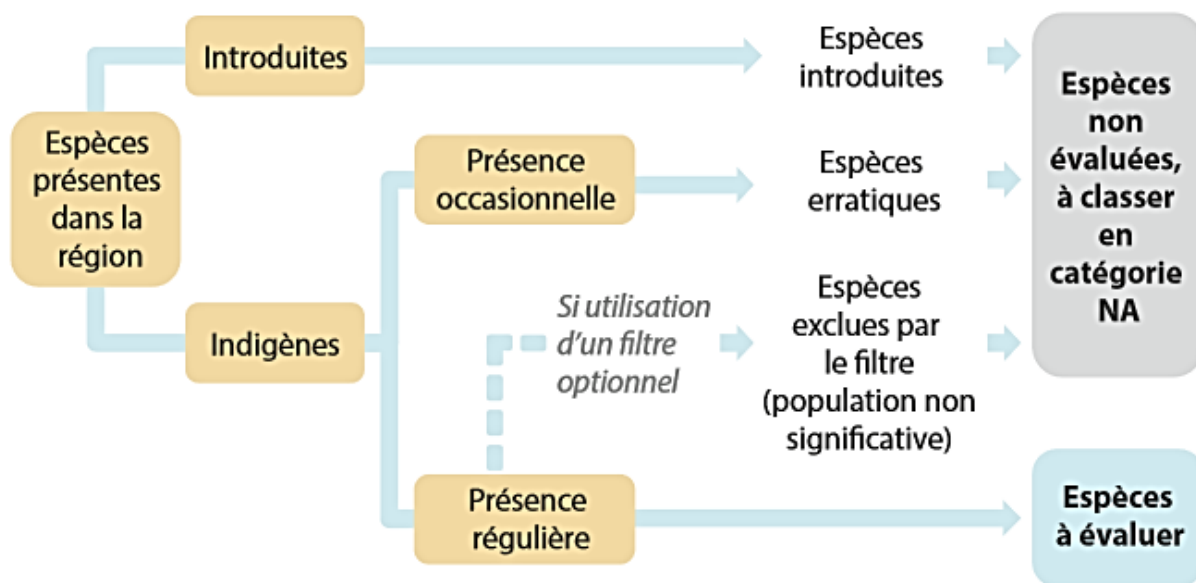 Espèces
présentes
dans la
région
Introduites
Espèces
introduites
Indigènes
Présence
occasionnelle
Espèces
erratiques
Si utilisation
d'un filtre
optionnel
Espèces
exclues par
le filtre
(population non
significative)
Espèces
non
évaluées,
à classer
en
catégorie
NA
Présence
régulière
Espèces
à évaluer